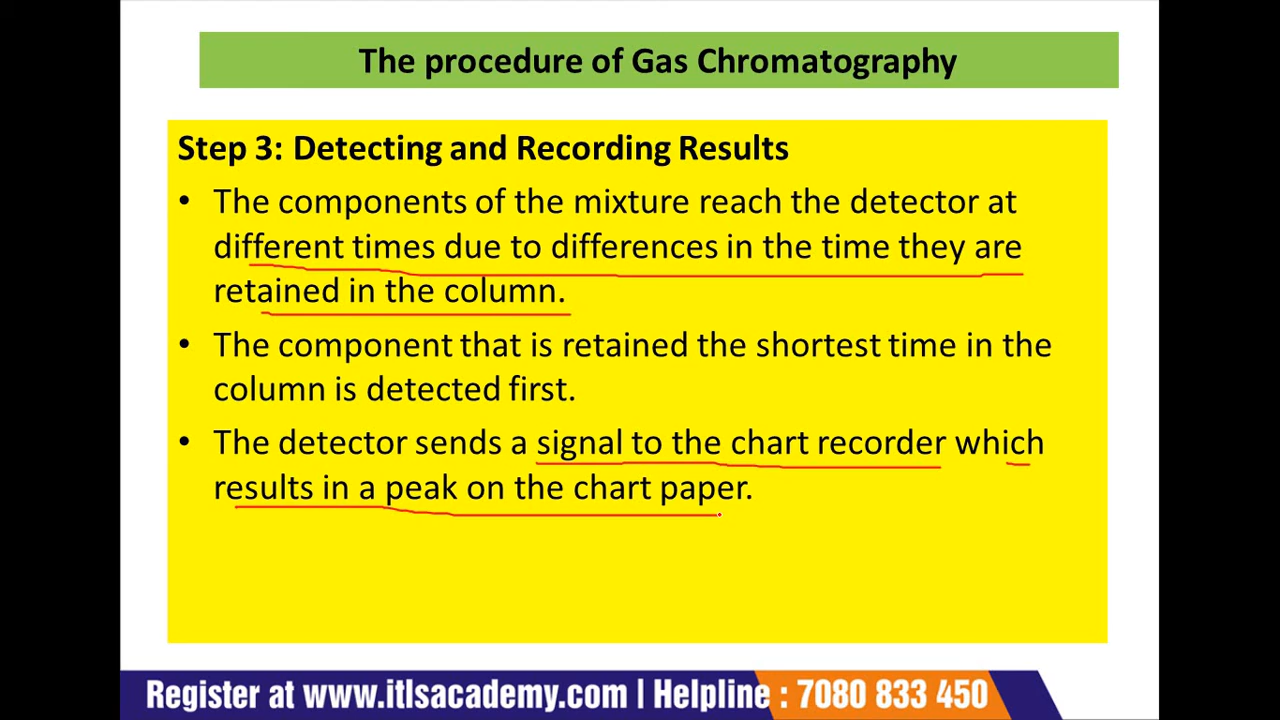 The procedure of Gas Chromatography
Step 3: Detecting and Recording Results
• The components of the mixture reach the detector at
different times due to differences in the time they are
retained in the column.
• The component that is retained the shortest time in the
column is detected first.
• The detector sends a signal to the chart recorder which
results in a peak on the chart paper.
Register at www.itlsacademy.com | Helpline : 7080 833 450